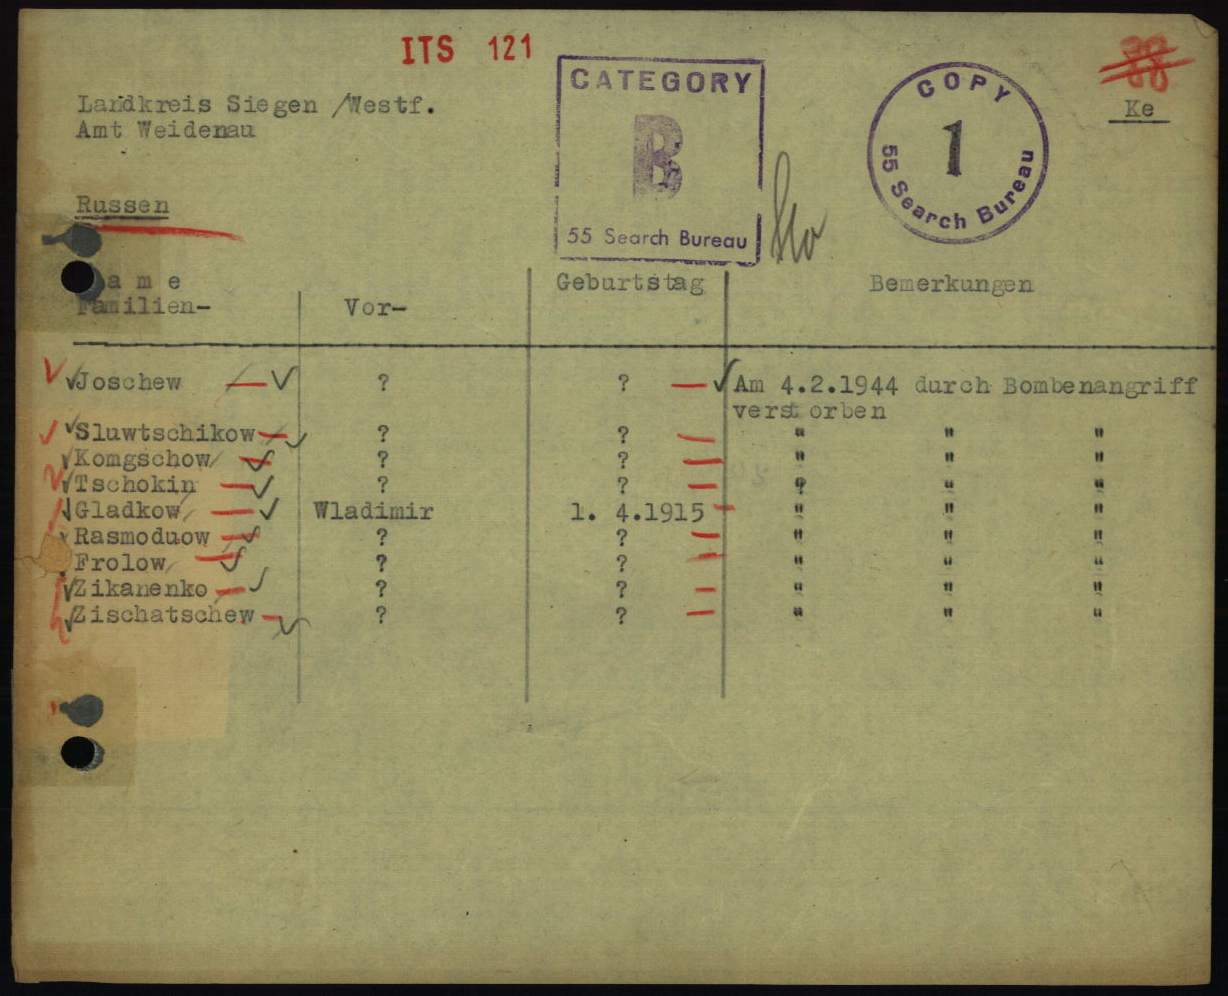 ITS 121
CATEGORY
B
55 Search Bureau
COPY
1
55 Search Bureau
Ke
Landkreis Siegen /Westf.
Amt Weidenau
Russen
Name
Familien- Vor- Geburtstag Bemerkungen
Joschew ? ? Am 4.2.1944 durch Bombenangriff
verstorben
Sluwtschikow ? ? " " "
Komgschow ? ? " " "
Tschokin ? ? " " "
Gladkow Wladimir 1. 4.1915 " " "
Rasmoduow ? ? " " "
Frolow ? ? " " "
Zikanenko ? ? " " "
Zischatschew ? ? " " "